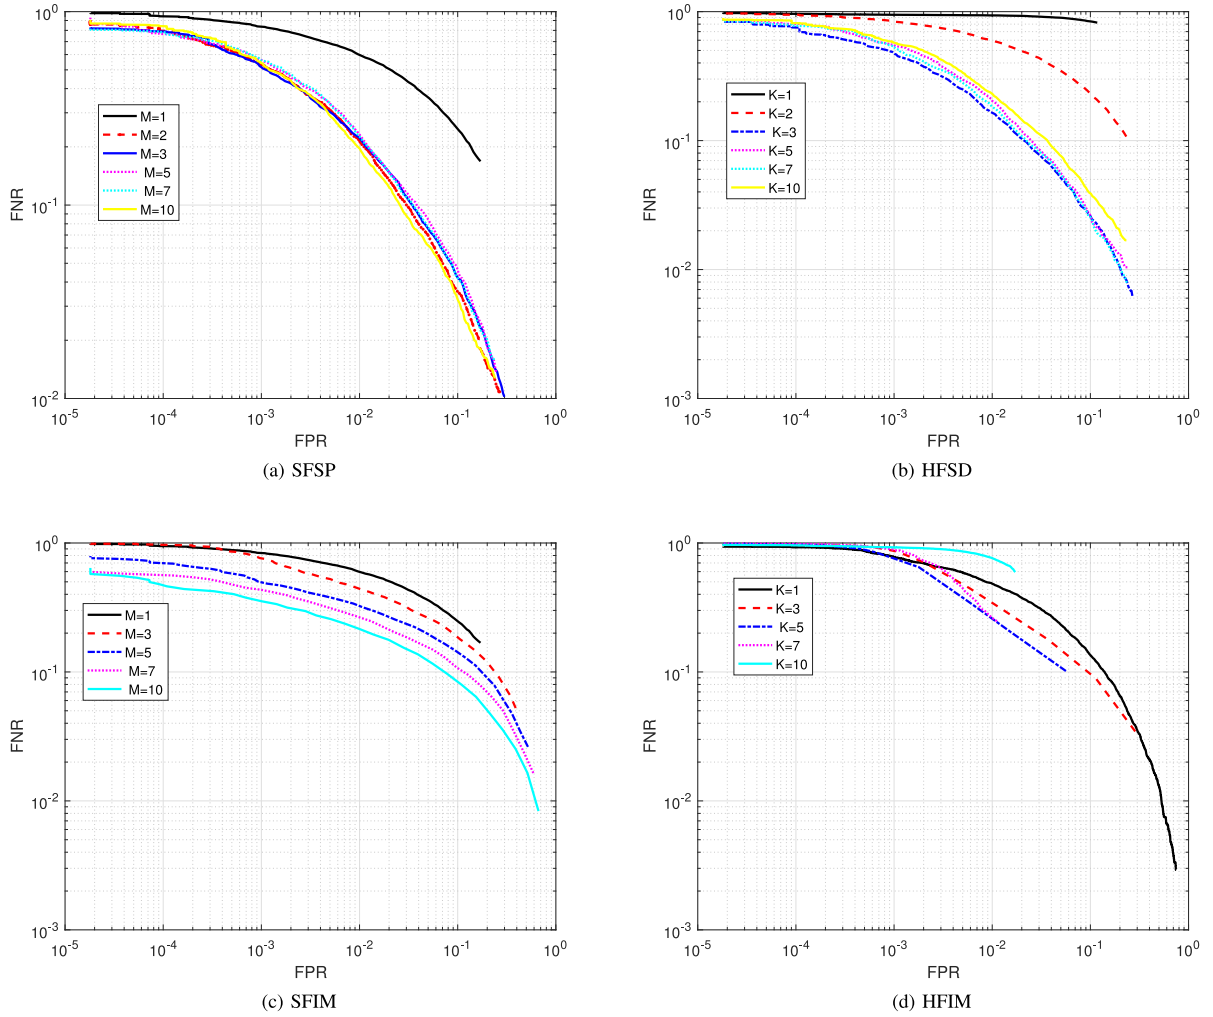 10^0
10^-1
10^-2
FNR
M=1
M=2
M=3
M=5
M=7
M=10
10^-5
10^-4
10^-3
10^-2
10^-1
10^0
FPR
(a) SFSP
10^0
10^-1
10^-2
10^-3
FNR
K=1
K=2
K=3
K=5
K=7
K=10
10^-5
10^-4
10^-3
10^-2
10^-1
10^0
FPR
(b) HFSD
10^0
10^-1
10^-2
10^-3
FNR
M=1
M=3
M=5
M=7
M=10
10^-5
10^-4
10^-3
10^-2
10^-1
10^0
FPR
(c) SFIM
10^0
10^-1
10^-2
10^-3
FNR
K=1
K=3
K=5
K=7
K=10
10^-5
10^-4
10^-3
10^-2
10^-1
10^0
FPR
(d) HFIM